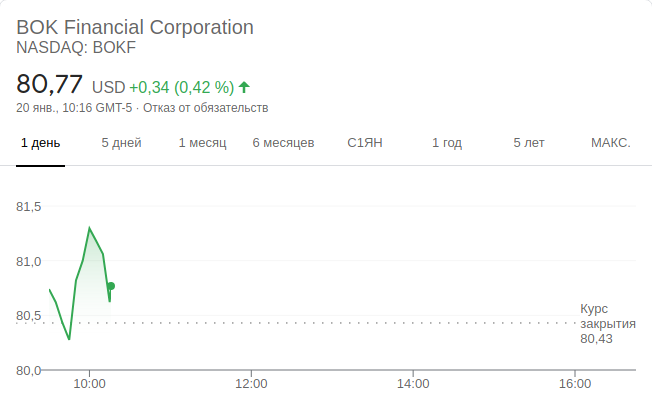 BOK Financial Corporation
NASDAQ: BOKF
80,77 USD +0,34 (0,42 %)
20 янв., 10:16 GMT-5 · Отказ от обязательств
1 день 5 дней 1 месяц 6 месяцев С1ЯН 1 год 5 лет МАКС.
81,5
81,0
80,5
80,0
Курс
закрытия
80,43
10:00 12:00 14:00 16:00